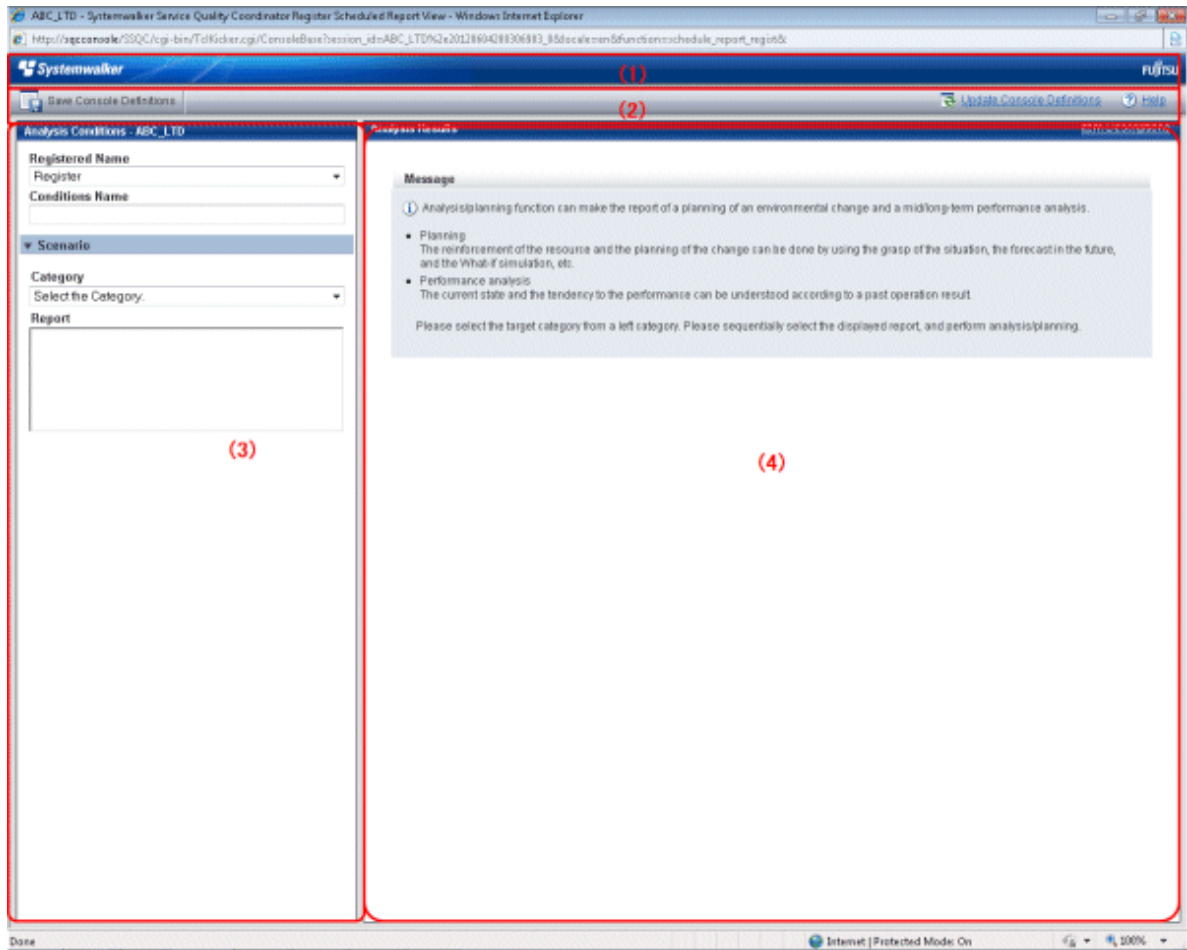 ABC_LTD - Systemwalker Service Quality Coordinator Register Scheduled Report View - Windows Internet Explorer
Systemwalker
(1)
FUJITSU
Save Console Definitions
(2)
Update Console Definitions
Help
Analysis Conditions - ABC_LTD
Registered Name
Register
Conditions Name
Scenario
Category
Select the Category.
Report
(3)
Analysis Results
Message
Analysis/planning function can make the report of a planning of an environmental change and a mid/long-term performance analysis.
• Planning
The reinforcement of the resource and the planning of the change can be done by using the grasp of the situation, the forecast in the future,
and the What-if simulation, etc.
• Performance analysis
The current state and the tendency to the performance can be understood according to a past operation result.
Please select the target category from a left category. Please sequentially select the displayed report, and perform analysis/planning.
(4)
Done
Internet | Protected Mode: On
100%